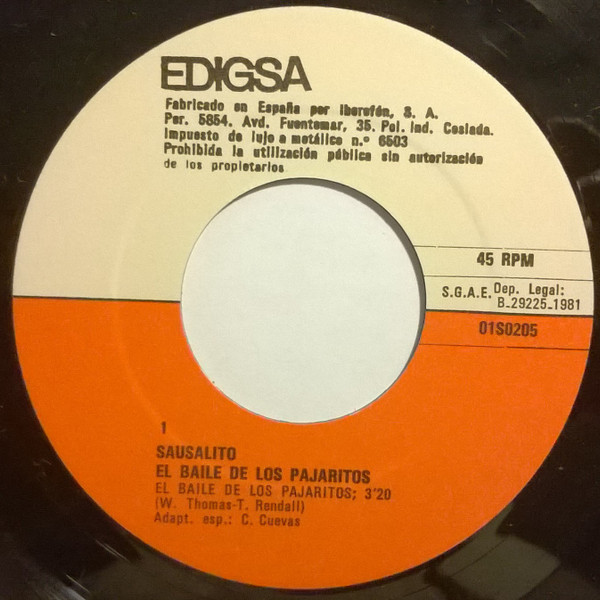 EDIGSA
Fabricado en España por Iberofón, S. A.
Per. 5854. Avd. Fuentemar, 35. Pol. Ind. Coslada.
Impuesto de lujo a metálico n.º 6503
Prohibida la utilización pública sin autorización
de los propietarios
45 RPM
S.G.A.E. Dep. Legal:
B-29225-1981
01S0205
1
SAUSALITO
EL BAILE DE LOS PAJARITOS
EL BAILE DE LOS PAJARITOS; 3'20
(W. Thomas-T. Rendall)
Adapt. esp.: C. Cuevas